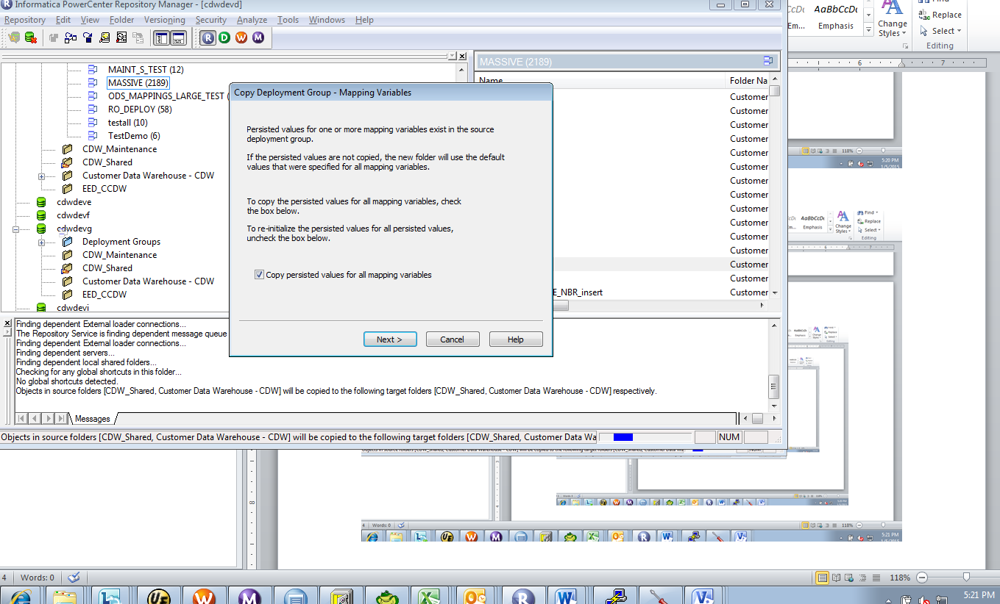 Informatica PowerCenter Repository Manager - [cdwdevd]
Repository Edit View Folder Versioning Security Analyze Tools Windows Help
MAINT_S_TEST (12)
MASSIVE (2189)
ODS_MAPPINGS_LARGE_TEST (
RO_DEPLOY (58)
testall (10)
TestDemo (6)
CDW_Maintenance
CDW_Shared
Customer Data Warehouse - CDW
EED_CCDW
cdwdeve
cdwdevf
cdwdevg
Deployment Groups
CDW_Maintenance
CDW_Shared
Customer Data Warehouse - CDW
EED_CCDW
cdwdevi
MASSIVE (2189)
Name Folder Na
Customer
Customer
Customer
Customer
Customer
Customer
Customer
Customer
Customer
Customer
Customer
Customer
Customer
Customer
E_NBR_insert Customer
Copy Deployment Group - Mapping Variables
Persisted values for one or more mapping variables exist in the source
deployment group.
If the persisted values are not copied, the new folder will use the default
values that were specified for all mapping variables.
To copy the persisted values for all mapping variables, check
the box below.
To re-initialize the persisted values for all persisted values,
uncheck the box below.
Copy persisted values for all mapping variables
Next > Cancel Help
Finding dependent External loader connections...
The Repository Service is finding dependent message queue
Finding dependent External loader connections...
Finding dependent servers...
Finding dependent local shared folders...
Checking for any global shortcuts in this folder...
No global shortcuts detected.
Objects in source folders [CDW_Shared, Customer Data Warehouse - CDW] will be copied to the following target folders [CDW_Shared, Customer Data Warehouse - CDW] respectively.
Messages
Objects in source folders [CDW_Shared, Customer Data Warehouse - CDW] will be copied to the following target folders [CDW_Shared, Customer Data Wa
NUM
AaBbCcDc
Em... Emphasis
Change
Styles
Replace
Select
Editing
6 7
118%
5:20 PM
1/5/2015
AaBbCcDc
Emphasis
Change
Styles
Find
Replace
Select
Editing
4 Words: 0
118%
5:21 PM
4 Words: 0
118%
5:21 PM